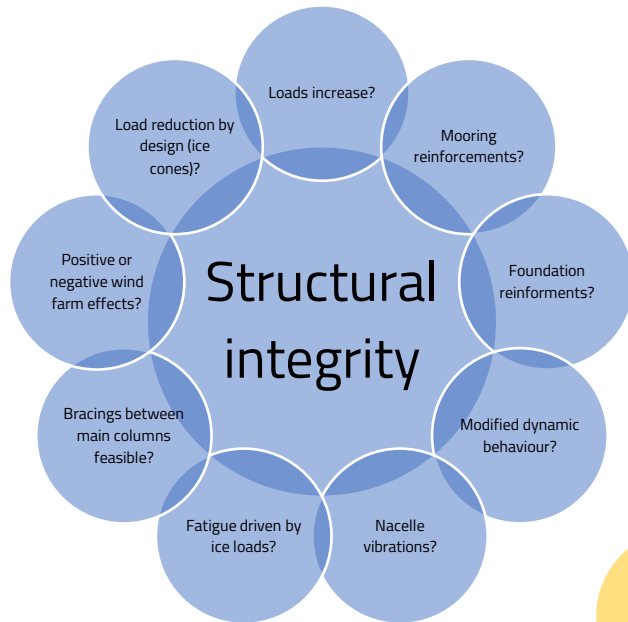 Loads increase?
Mooring
reinforcements?
Foundation
reinforments?
Modified dynamic
behaviour?
Nacelle
vibrations?
Fatigue driven by
ice loads?
Bracings between
main columns
feasible?
Positive or
negative wind
farm effects?
Load reduction by
design (ice
cones)?
Structural
integrity